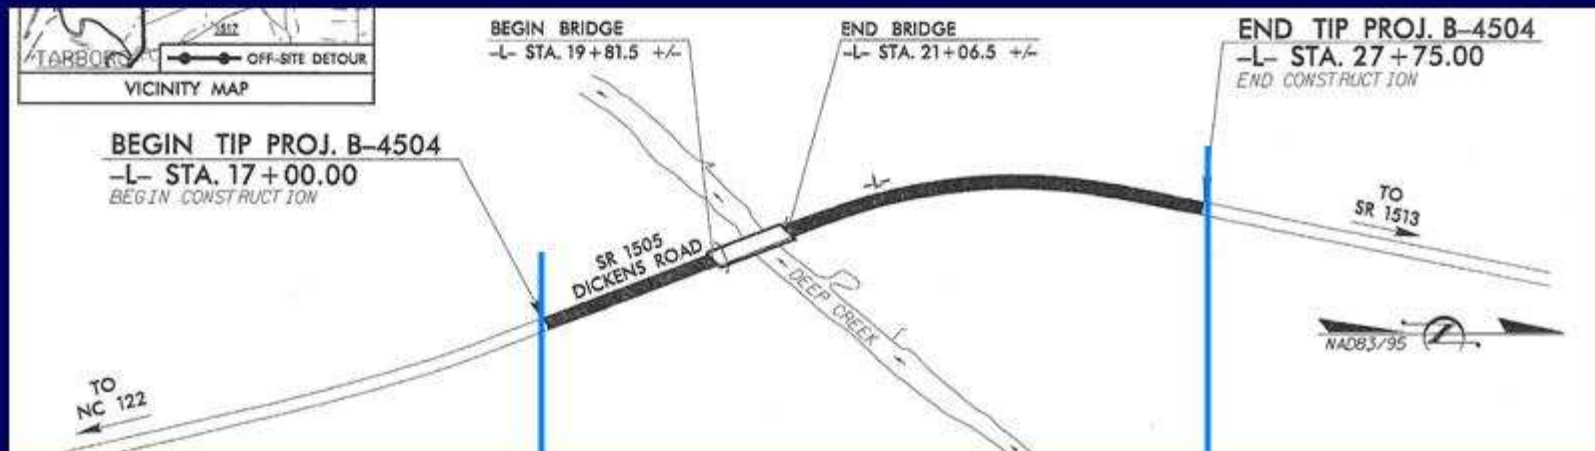 1517
TARBORO
OFF-SITE DETOUR
VICINITY MAP
BEGIN BRIDGE
-L- STA. 19+81.5 +/-
END BRIDGE
-L- STA. 21+06.5 +/-
END TIP PROJ. B-4504
-L- STA. 27+75.00
END CONSTRUCTION
BEGIN TIP PROJ. B-4504
-L- STA. 17+00.00
BEGIN CONSTRUCTION
-L-
TO
SR 1513
SR 1505
DICKENS ROAD
DEEP CREEK
NAD83/95
TO
NC 122